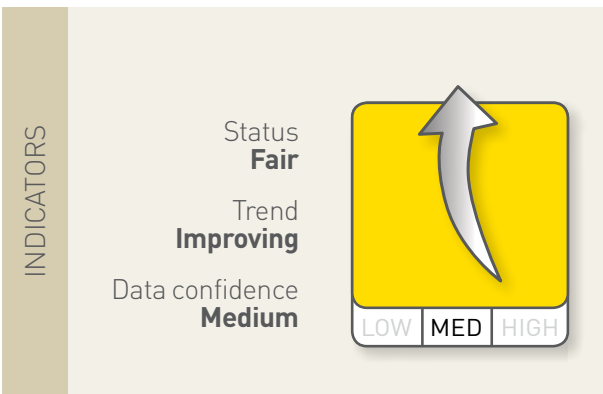 INDICATORS
Status
Fair
Trend
Improving
Data confidence
Medium
LOW MED HIGH